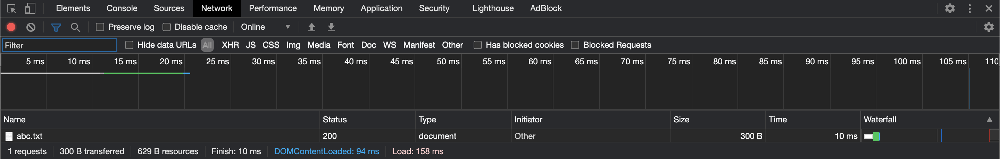 Elements Console Sources Network Performance Memory Application Security Lighthouse AdBlock
Preserve log Disable cache Online
Filter Hide data URLs All XHR JS CSS Img Media Font Doc WS Manifest Other Has blocked cookies Blocked Requests
5 ms 10 ms 15 ms 20 ms 25 ms 30 ms 35 ms 40 ms 45 ms 50 ms 55 ms 60 ms 65 ms 70 ms 75 ms 80 ms 85 ms 90 ms 95 ms 100 ms 105 ms 110
Name Status Type Initiator Size Time Waterfall
abc.txt 200 document Other 300 B 10 ms
1 requests 300 B transferred 629 B resources Finish: 10 ms DOMContentLoaded: 94 ms Load: 158 ms